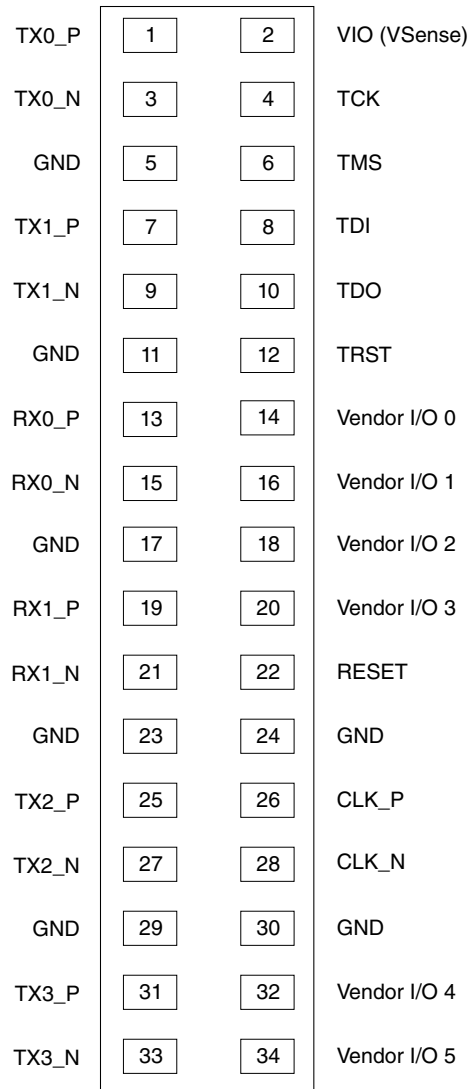 TX0_P 1 2 VIO (VSense)
TX0_N 3 4 TCK
GND 5 6 TMS
TX1_P 7 8 TDI
TX1_N 9 10 TDO
GND 11 12 TRST
RX0_P 13 14 Vendor I/O 0
RX0_N 15 16 Vendor I/O 1
GND 17 18 Vendor I/O 2
RX1_P 19 20 Vendor I/O 3
RX1_N 21 22 RESET
GND 23 24 GND
TX2_P 25 26 CLK_P
TX2_N 27 28 CLK_N
GND 29 30 GND
TX3_P 31 32 Vendor I/O 4
TX3_N 33 34 Vendor I/O 5